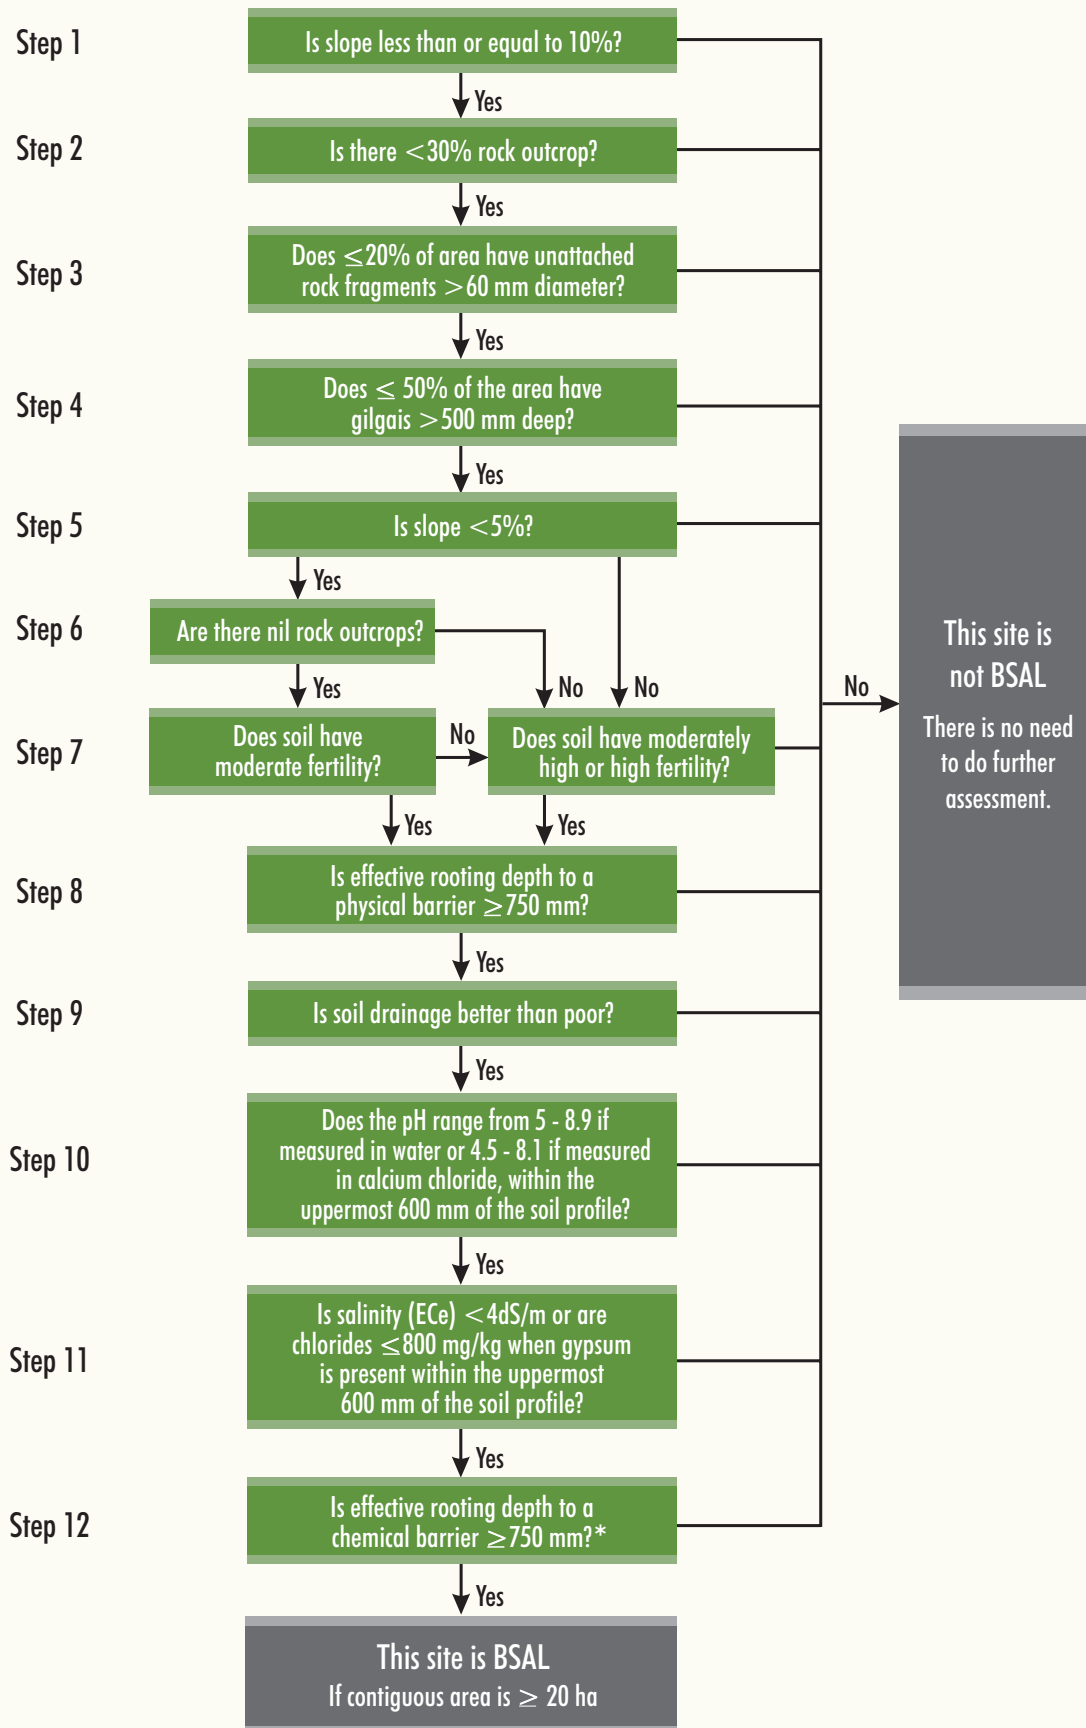 Step 1
Is slope less than or equal to 10%?
Yes
Step 2
Is there <30% rock outcrop?
Yes
Step 3
Does ≤20% of area have unattached
rock fragments >60 mm diameter?
Yes
Step 4
Does ≤ 50% of the area have
gilgais >500 mm deep?
Yes
Step 5
Is slope <5%?
Yes
Step 6
Are there nil rock outcrops?
Yes
No
No
Step 7
Does soil have
moderate fertility?
No
Does soil have moderately
high or high fertility?
Yes
Yes
Step 8
Is effective rooting depth to a
physical barrier ≥750 mm?
Yes
Step 9
Is soil drainage better than poor?
Yes
Step 10
Does the pH range from 5 - 8.9 if
measured in water or 4.5 - 8.1 if measured
in calcium chloride, within the
uppermost 600 mm of the soil profile?
Yes
Step 11
Is salinity (ECe) <4dS/m or are
chlorides ≤800 mg/kg when gypsum
is present within the uppermost
600 mm of the soil profile?
Yes
Step 12
Is effective rooting depth to a
chemical barrier ≥750 mm?*
Yes
This site is BSAL
If contiguous area is ≥ 20 ha
No
This site is
not BSAL
There is no need
to do further
assessment.